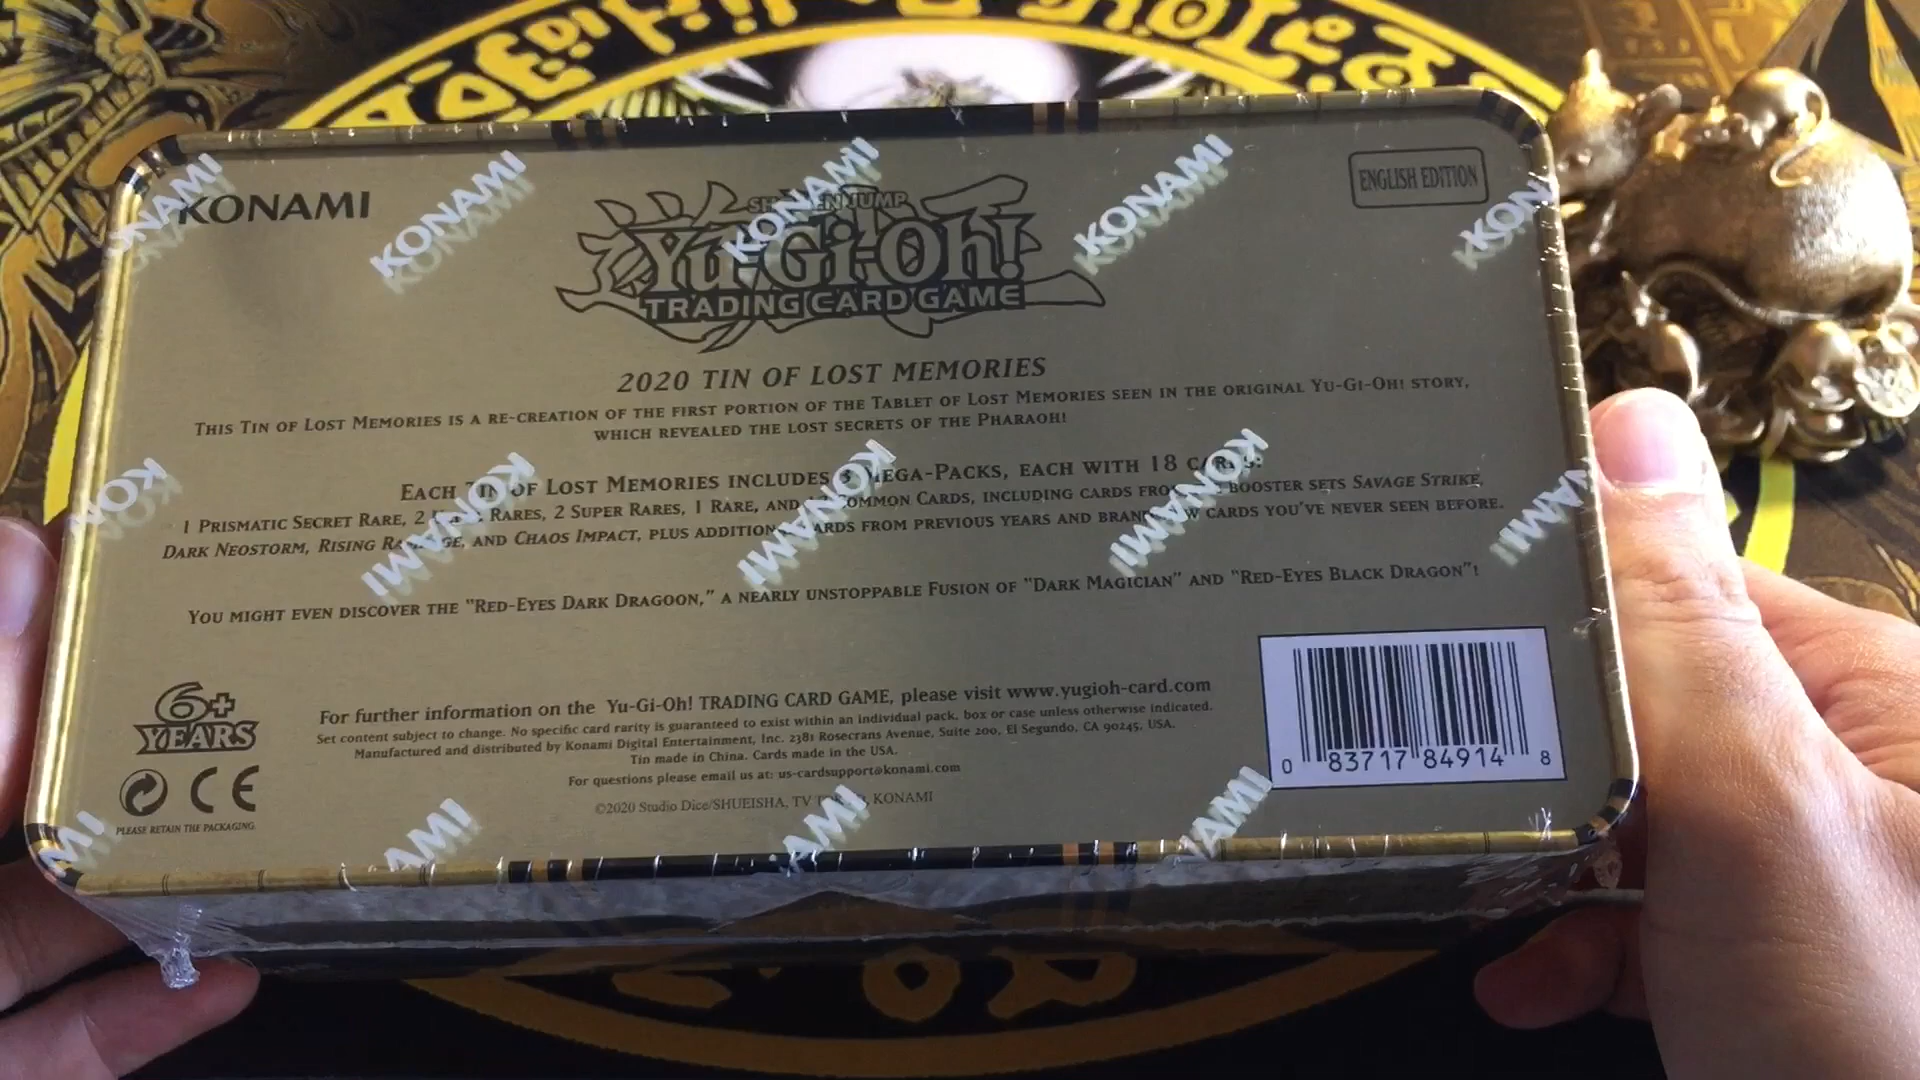 KONAMI
ENGLISH EDITION
Yu-Gi-Oh!
TRADING CARD GAME
2020 TIN OF LOST MEMORIES
THIS TIN OF LOST MEMORIES IS A RE-CREATION OF THE FIRST PORTION OF THE TABLET OF LOST MEMORIES SEEN IN THE ORIGINAL YU-GI-OH! STORY,
WHICH REVEALED THE LOST SECRETS OF THE PHARAOH!
EACH TIN OF LOST MEMORIES INCLUDES 3 MEGA-PACKS, EACH WITH 18 CARDS:
1 PRISMATIC SECRET RARE, 2 RARES, 2 SUPER RARES, 1 RARE, AND COMMON CARDS, INCLUDING CARDS FROM BOOSTER SETS SAVAGE STRIKE,
DARK NEOSTORM, RISING RAMPAGE, AND CHAOS IMPACT, PLUS ADDITIONAL CARDS FROM PREVIOUS YEARS AND BRAND NEW CARDS YOU'VE NEVER SEEN BEFORE.
YOU MIGHT EVEN DISCOVER THE "RED-EYES DARK DRAGOON," A NEARLY UNSTOPPABLE FUSION OF "DARK MAGICIAN" AND "RED-EYES BLACK DRAGON"!
6+
YEARS
CE
PLEASE RETAIN THE PACKAGING.
For further information on the Yu-Gi-Oh! TRADING CARD GAME, please visit www.yugioh-card.com
Set content subject to change. No specific card rarity is guaranteed to exist within an individual pack, box or case unless otherwise indicated.
Manufactured and distributed by Konami Digital Entertainment, Inc. 2381 Rosecrans Avenue, Suite 200, El Segundo, CA 90245, USA.
Tin made in China. Cards made in the USA.
For questions please email us at: us-cardsupport@konami.com
©2020 Studio Dice/SHUEISHA, TV TOKYO, KONAMI
0 83717 84914 8
KONAMI
KONAMI
KONAMI
KONAMI
KONAMI
KONAMI
KONAMI